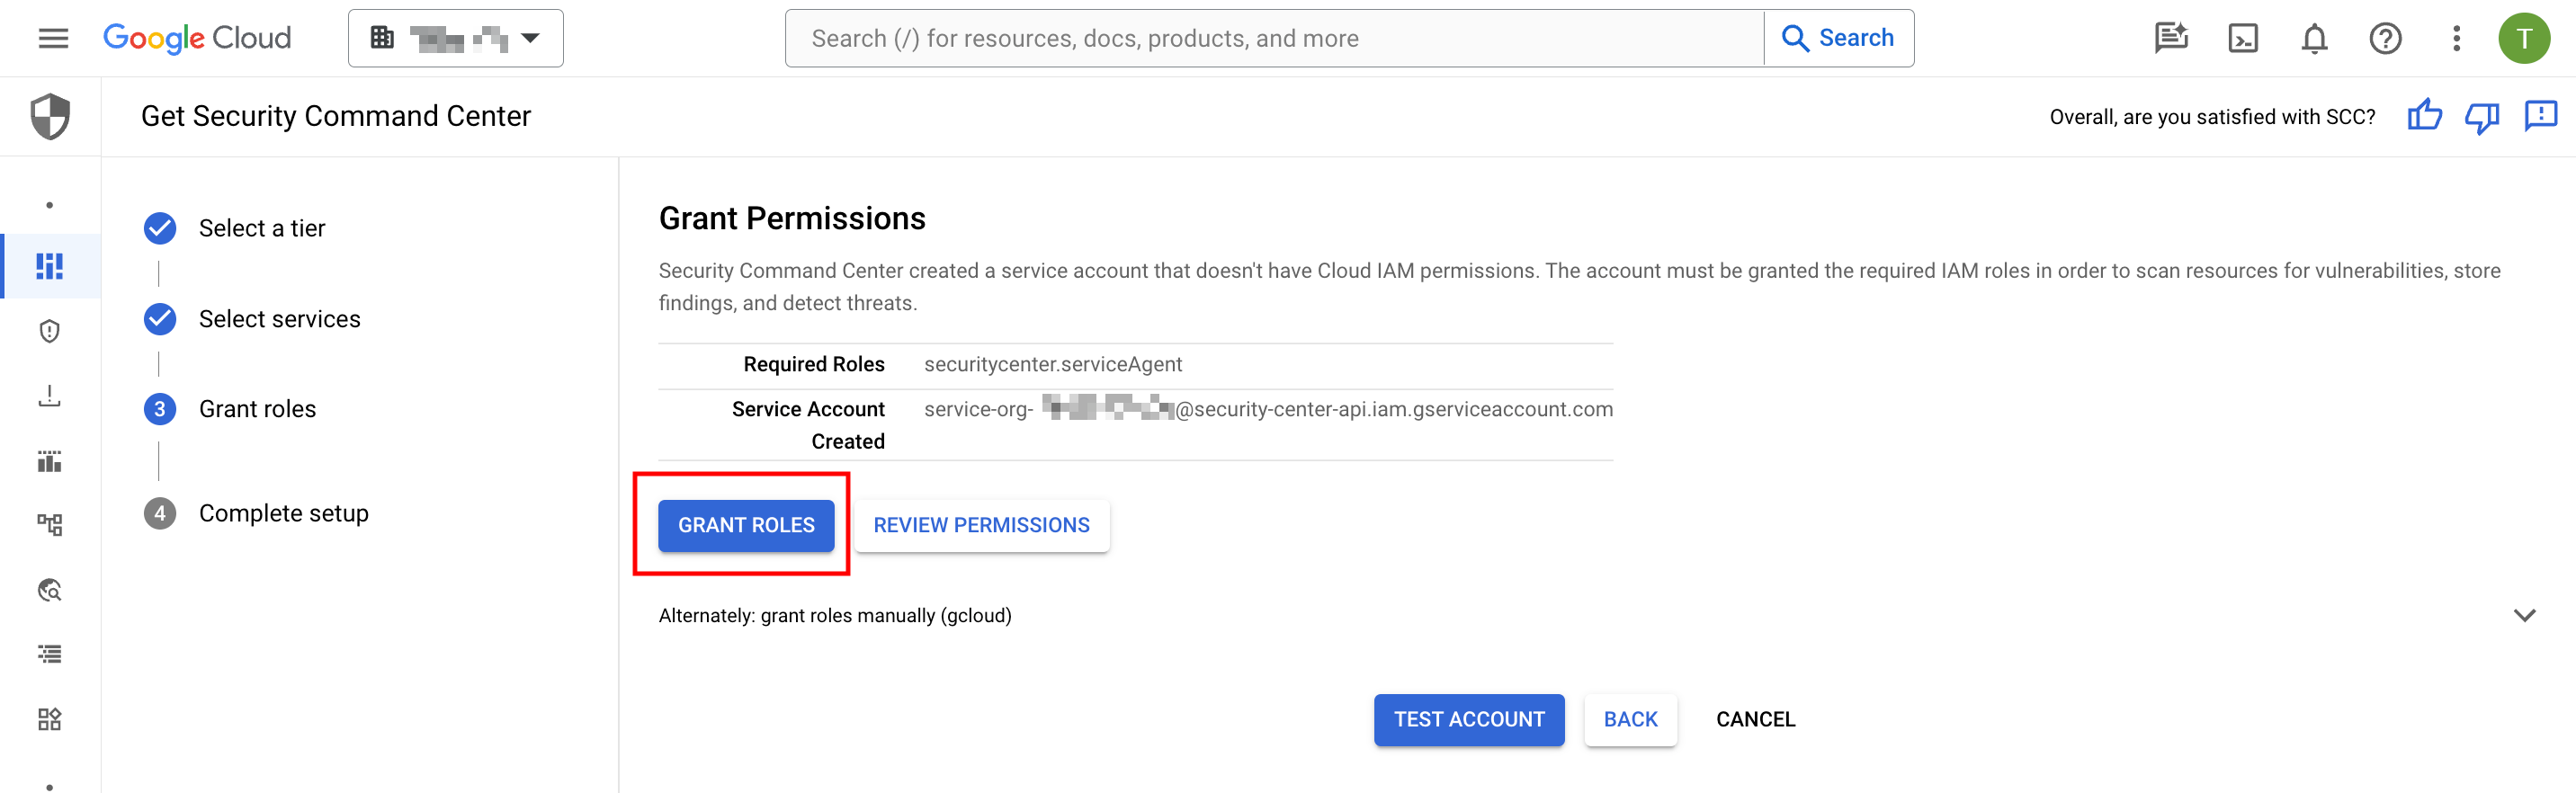 Google Cloud
Search (/) for resources, docs, products, and more
Search
T
Get Security Command Center
Overall, are you satisfied with SCC?
Select a tier
Select services
3 Grant roles
4 Complete setup
Grant Permissions
Security Command Center created a service account that doesn't have Cloud IAM permissions. The account must be granted the required IAM roles in order to scan resources for vulnerabilities, store
findings, and detect threats.
Required Roles securitycenter.serviceAgent
Service Account service-org- @security-center-api.iam.gserviceaccount.com
Created
GRANT ROLES REVIEW PERMISSIONS
Alternately: grant roles manually (gcloud)
TEST ACCOUNT BACK CANCEL